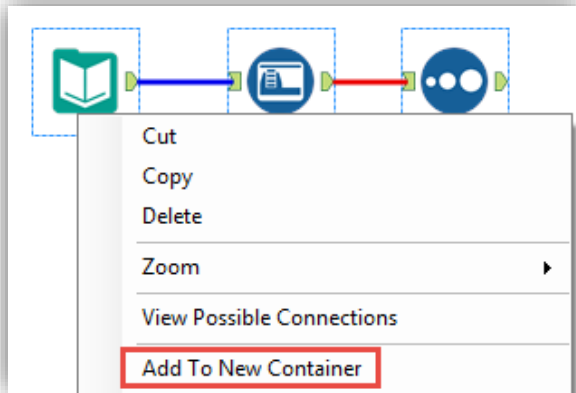 Cut
Copy
Delete
Zoom
View Possible Connections
Add To New Container